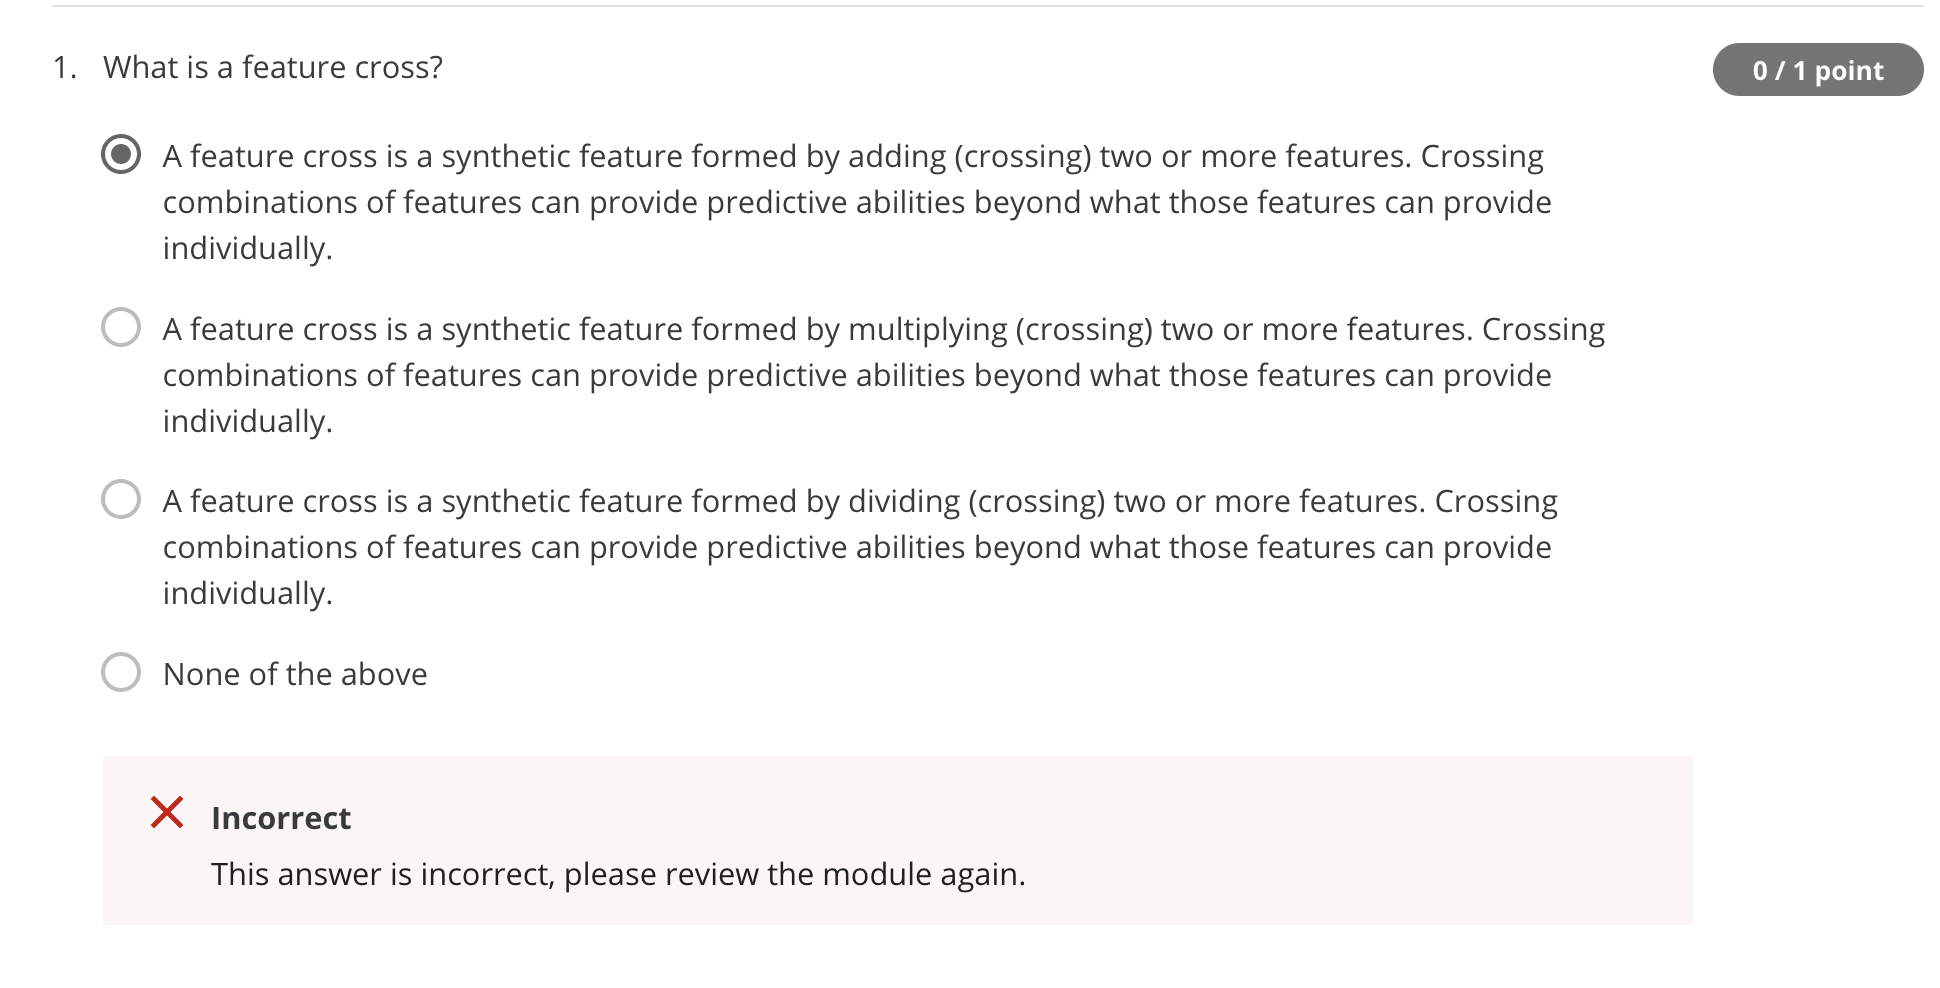 1. What is a feature cross?
0 / 1 point
A feature cross is a synthetic feature formed by adding (crossing) two or more features. Crossing
combinations of features can provide predictive abilities beyond what those features can provide
individually.
A feature cross is a synthetic feature formed by multiplying (crossing) two or more features. Crossing
combinations of features can provide predictive abilities beyond what those features can provide
individually.
A feature cross is a synthetic feature formed by dividing (crossing) two or more features. Crossing
combinations of features can provide predictive abilities beyond what those features can provide
individually.
None of the above
Incorrect
This answer is incorrect, please review the module again.